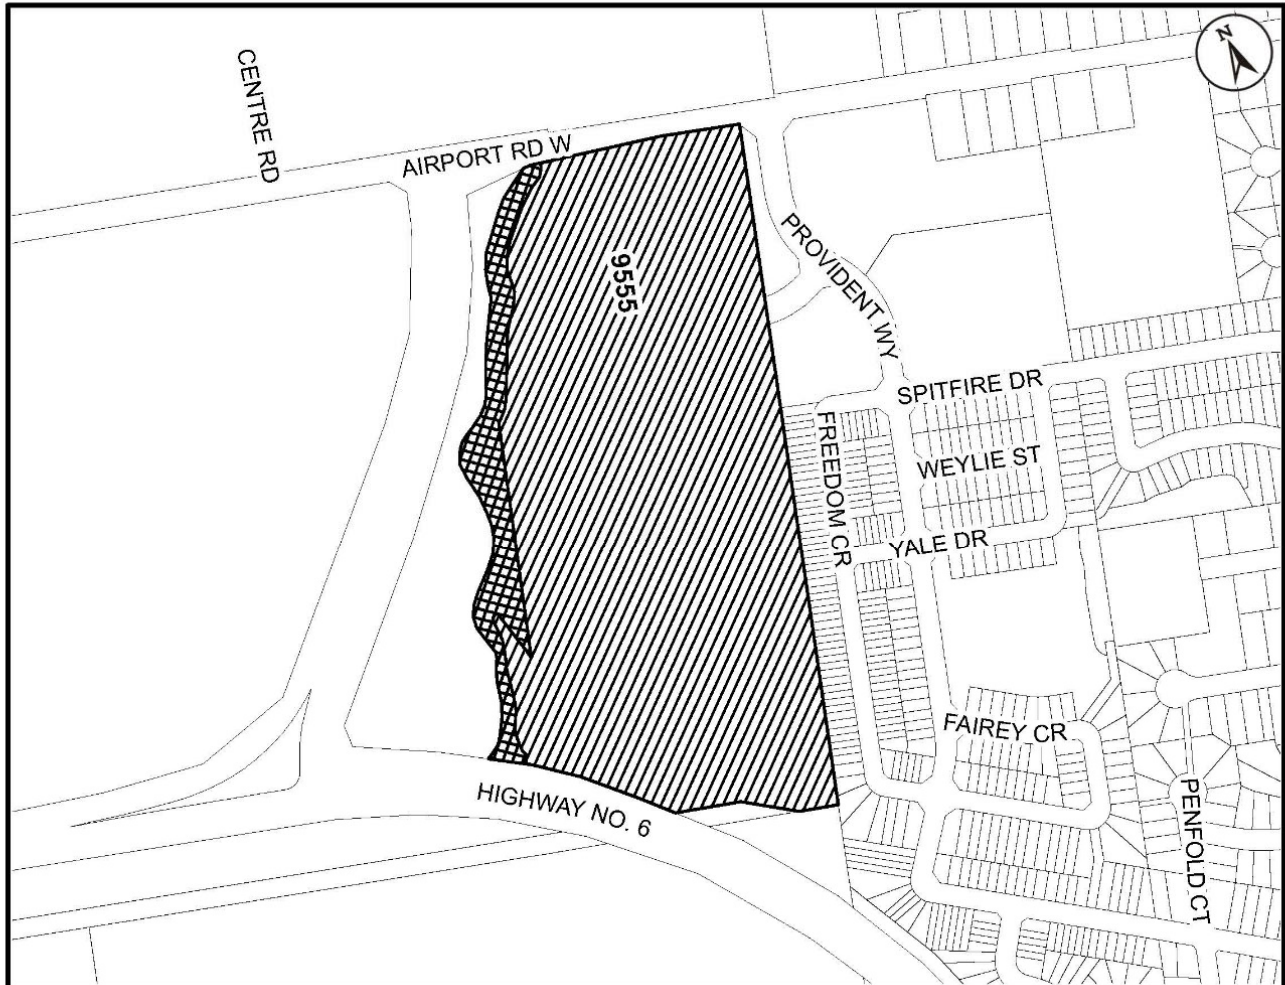 N
CENTRE RD
AIRPORT RD W
PROVIDENT WY
9555
SPITFIRE DR
FREEDOM CR
WEYLIE ST
YALE DR
FAIREY CR
HIGHWAY NO. 6
PENFOLD CT